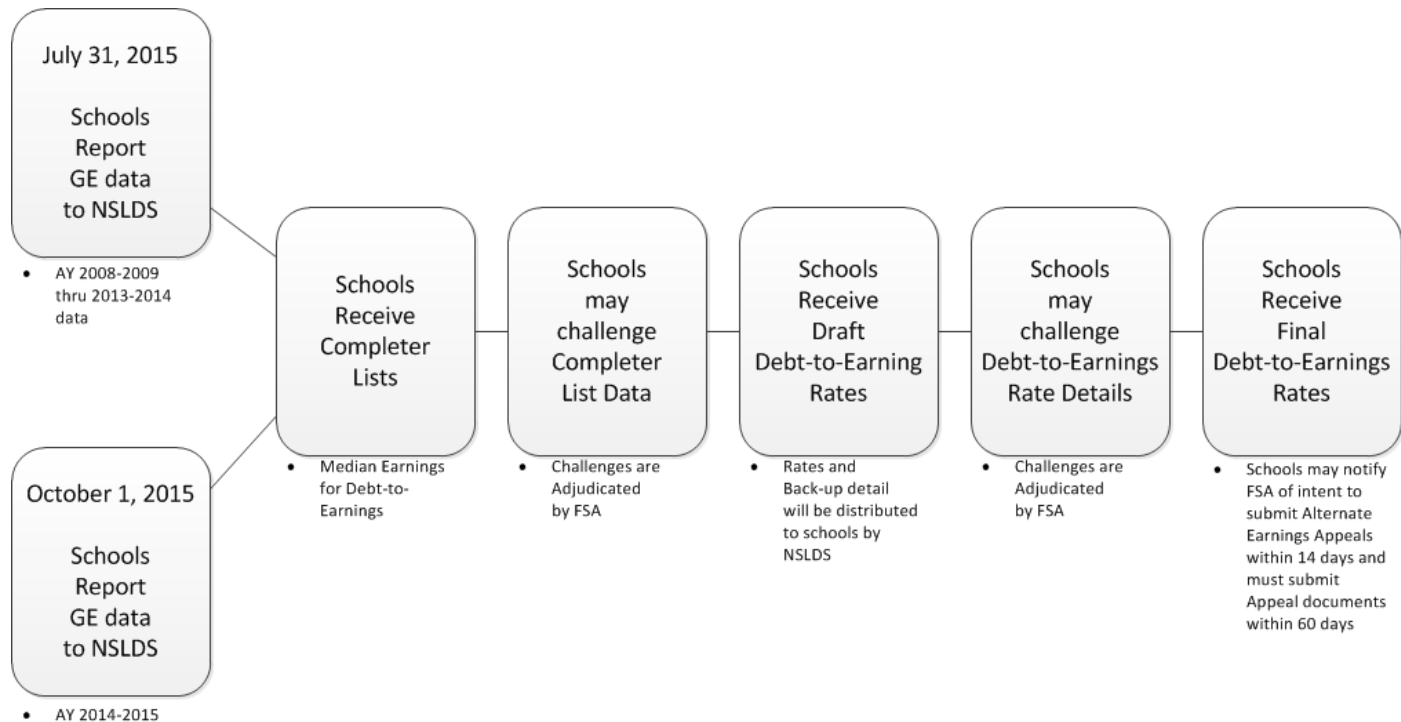 July 31, 2015
Schools
Report
GE data
to NSLDS
• AY 2008-2009
thru 2013-2014
data
October 1, 2015
Schools
Report
GE data
to NSLDS
• AY 2014-2015
Schools
Receive
Completer
Lists
• Median Earnings
for Debt-to-
Earnings
Schools
may
challenge
Completer
List Data
• Challenges are
Adjudicated
by FSA
Schools
Receive
Draft
Debt-to-Earning
Rates
• Rates and
Back-up detail
will be distributed
to schools by
NSLDS
Schools
may
challenge
Debt-to-Earnings
Rate Details
• Challenges are
Adjudicated
by FSA
Schools
Receive
Final
Debt-to-Earnings
Rates
• Schools may notify
FSA of intent to
submit Alternate
Earnings Appeals
within 14 days and
must submit
Appeal documents
within 60 days